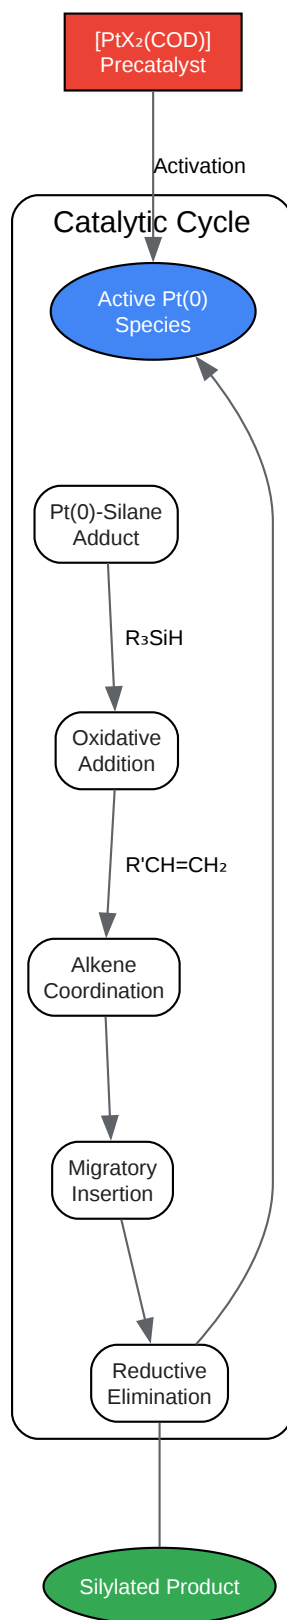 [PtX₂(COD)]
Precatalyst
Activation
Catalytic Cycle
Active Pt(0)
Species
Pt(0)-Silane
Adduct
R₃SiH
Oxidative
Addition
R'CH=CH₂
Alkene
Coordination
Migratory
Insertion
Reductive
Elimination
Silylated Product